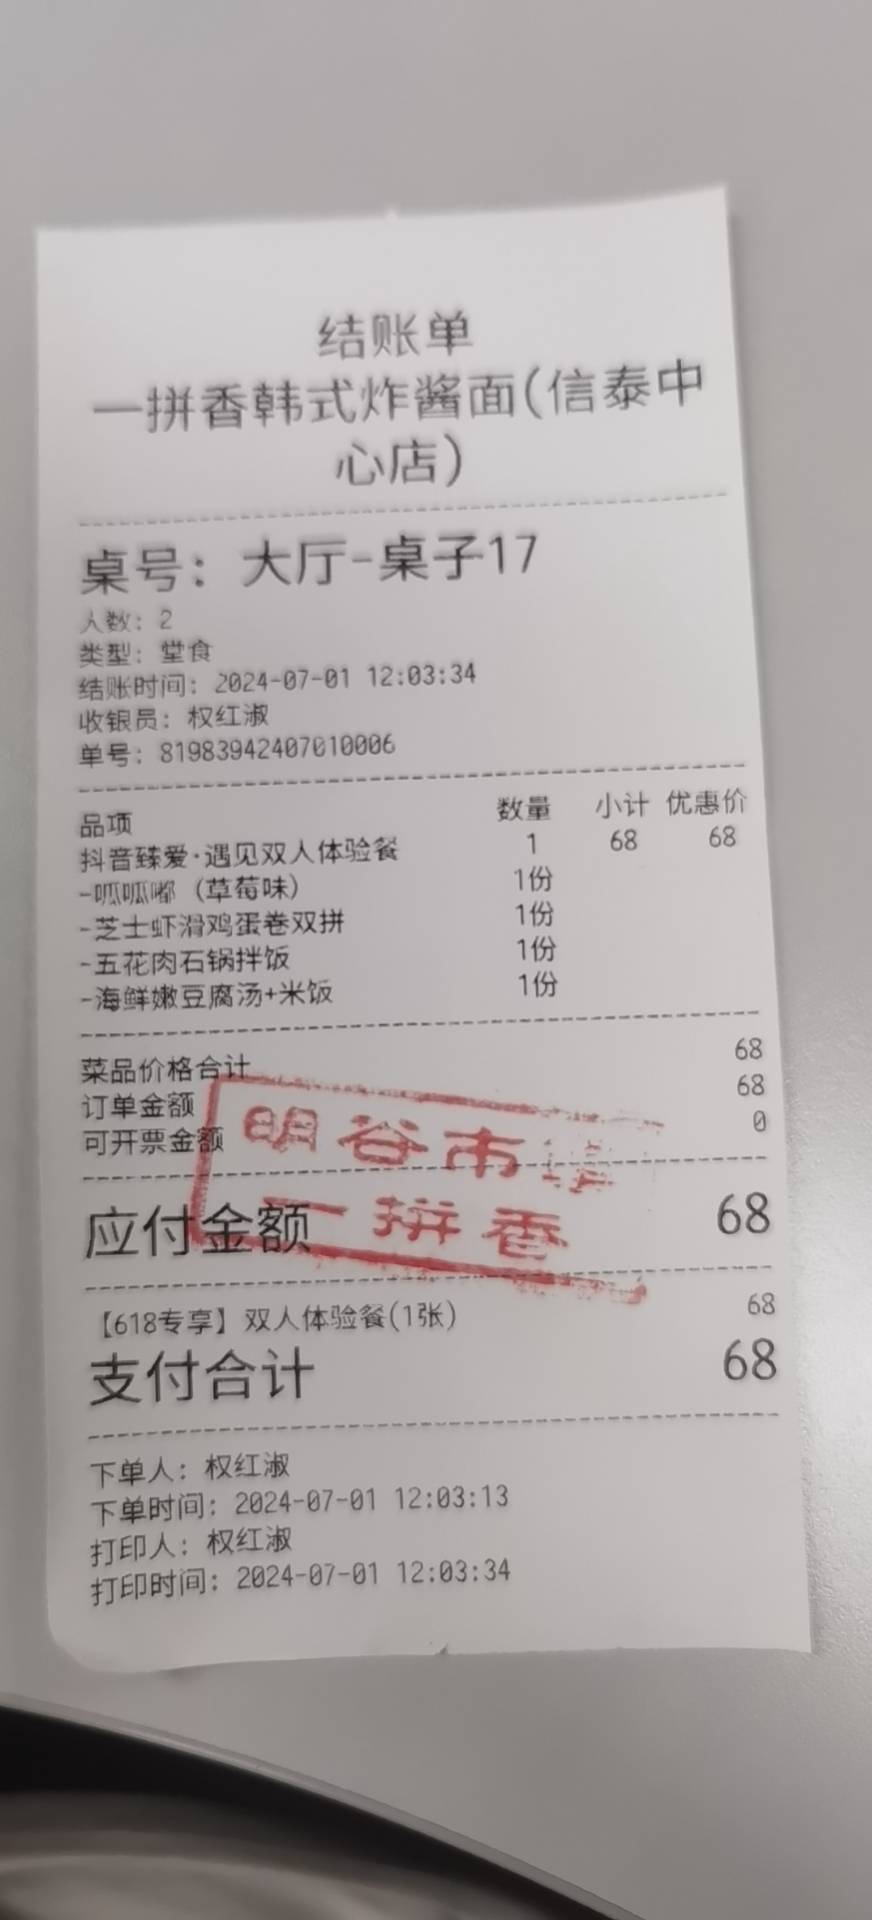 结账单
一拼香韩式炸酱面(信泰中
心店)
桌号: 大厅-桌子17
人数: 2
类型: 堂食
结账时间: 2024-07-01 12:03:34
收银员: 权红淑
单号: 81983942407010006
品项 数量 小计 优惠价
抖音臻爱·遇见双人体验餐 1 68 68
-呱呱嘟 (草莓味) 1份
-芝士虾滑鸡蛋卷双拼 1份
-五花肉石锅拌饭 1份
-海鲜嫩豆腐汤+米饭 1份
菜品价格合计 68
订单金额 68
可开票金额 0
明谷市
一拼香
应付金额 68
【618专享】双人体验餐(1张) 68
支付合计 68
下单人: 权红淑
下单时间: 2024-07-01 12:03:13
打印人: 权红淑
打印时间: 2024-07-01 12:03:34